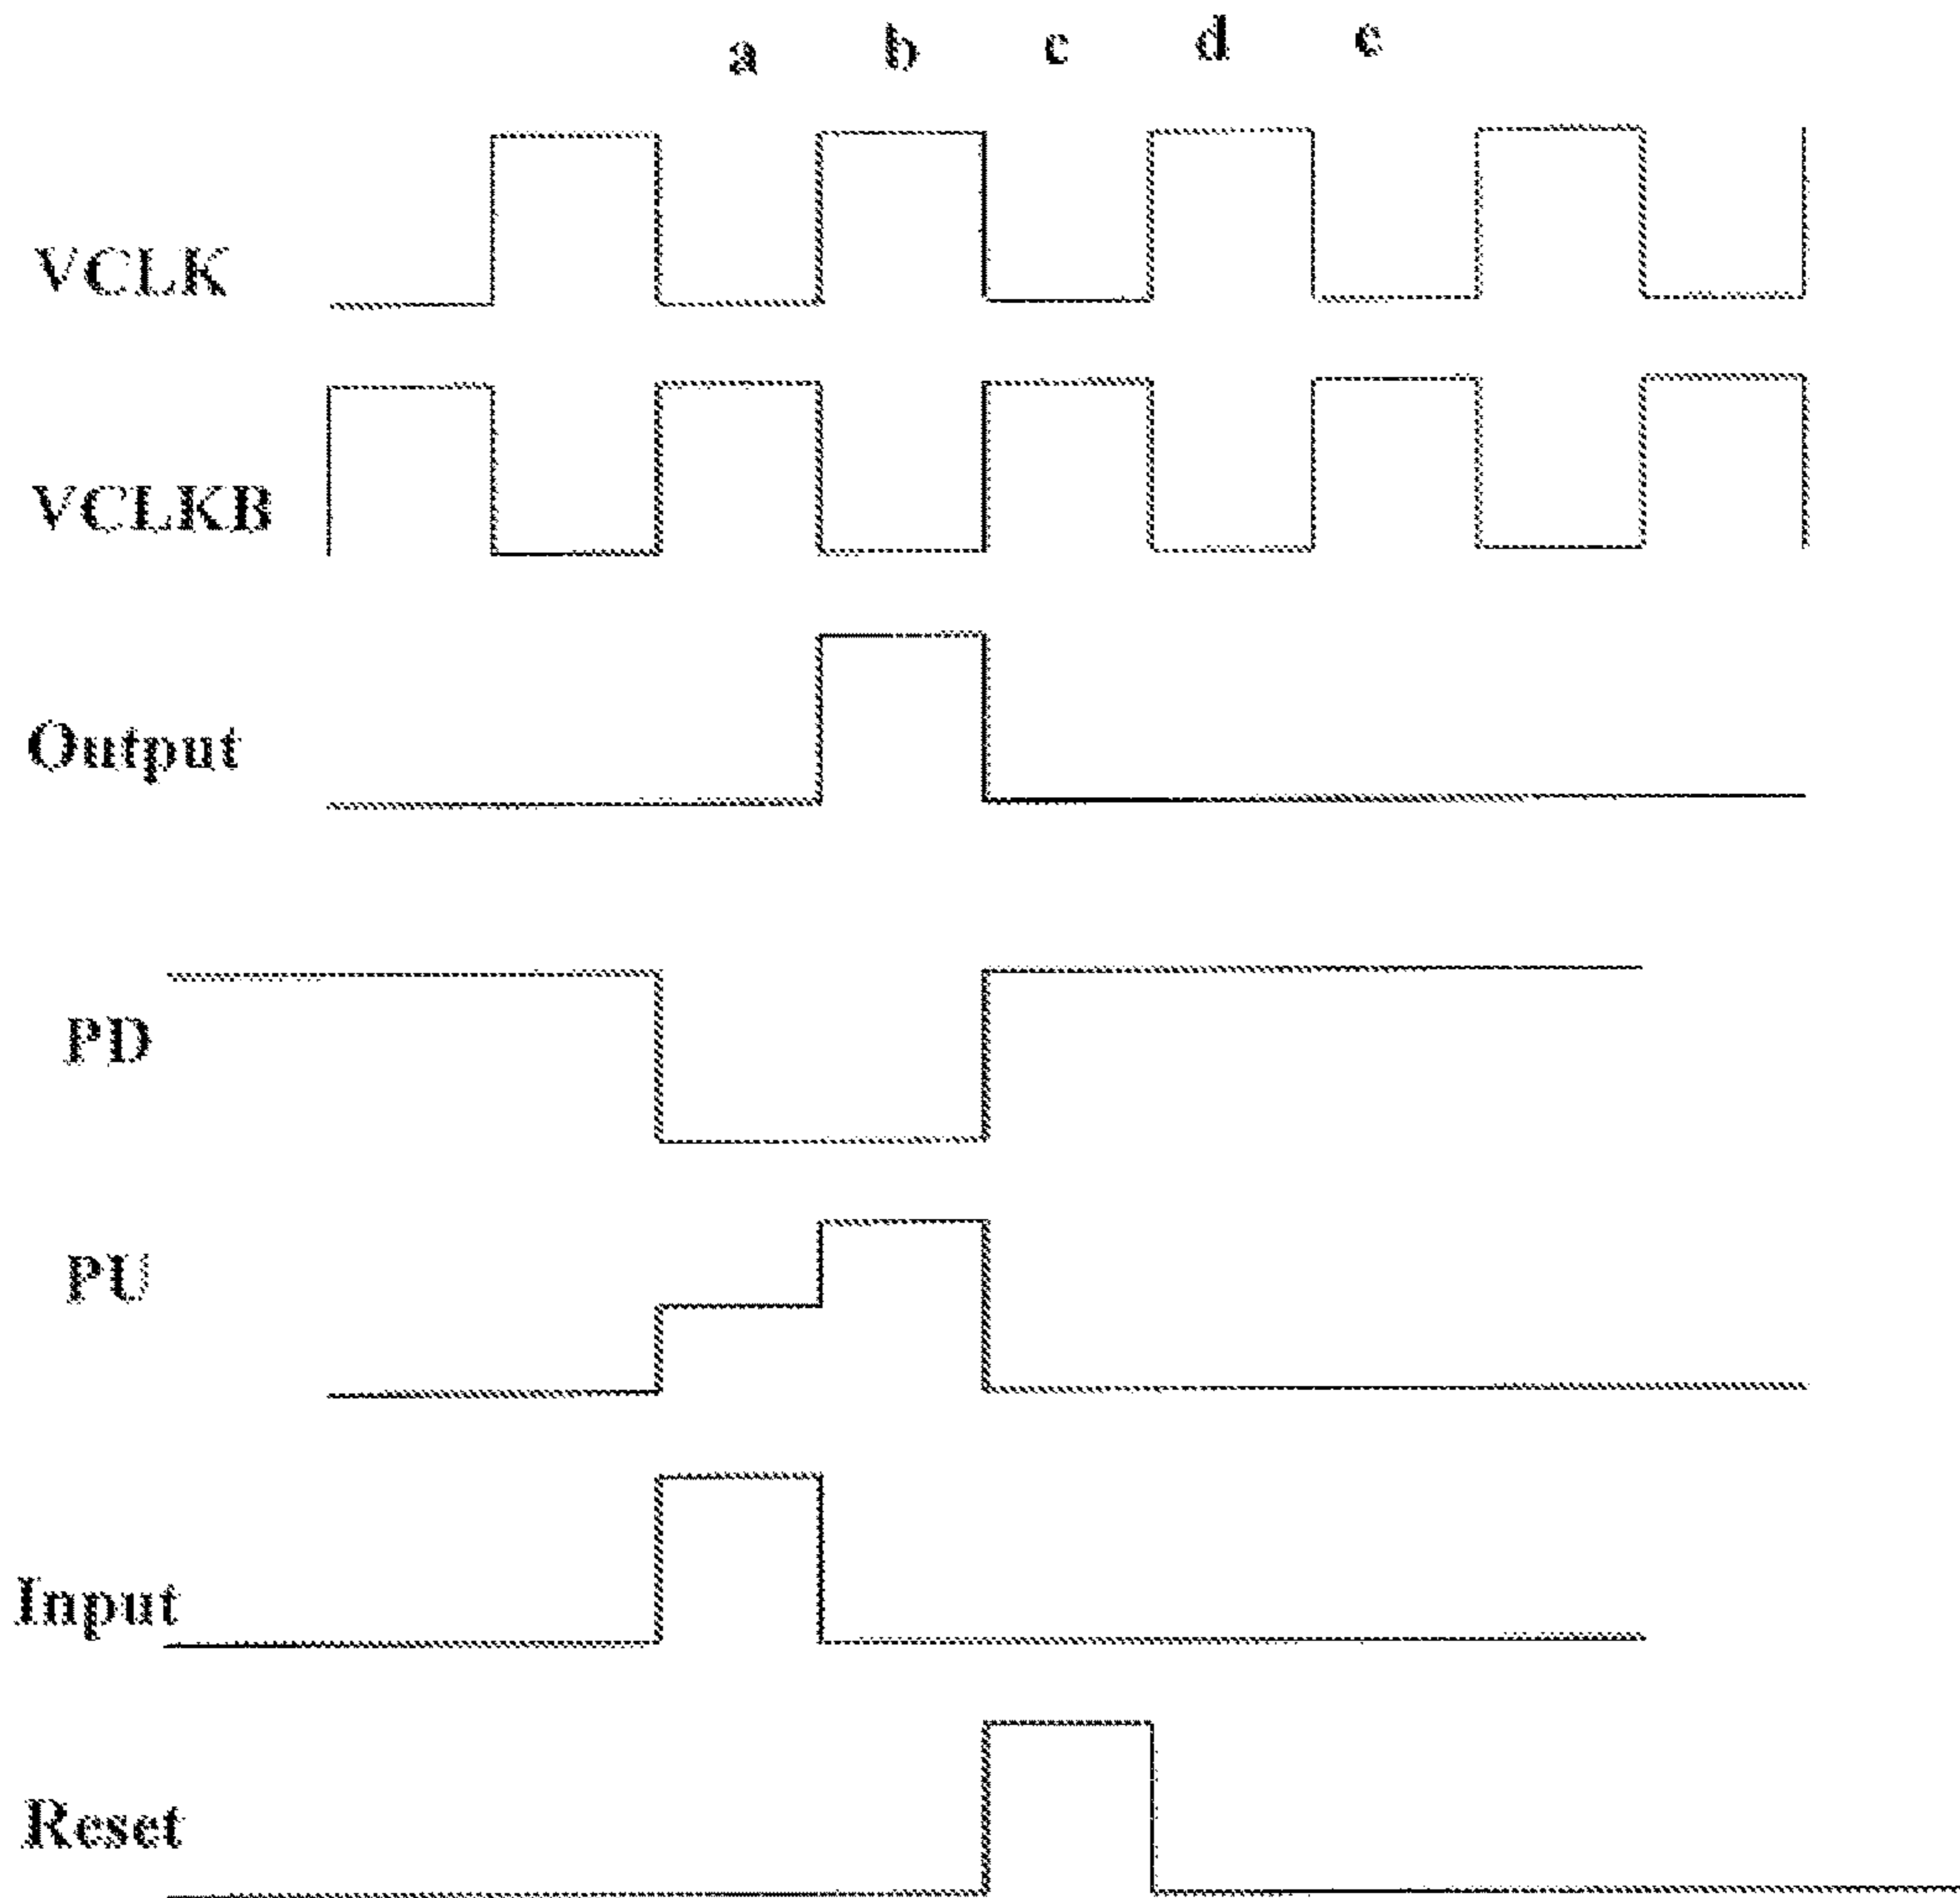 a b c d e
VCLK
VCLKB
Output
PD
PU
Input
Reset